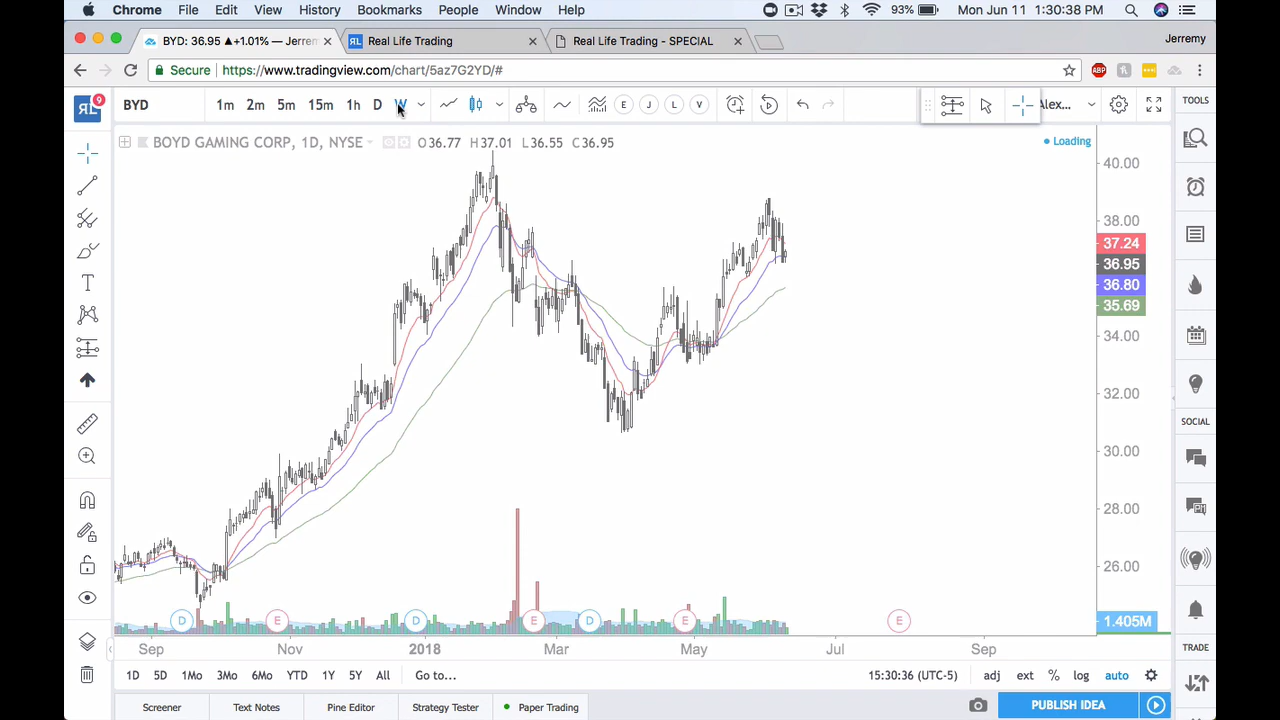 Chrome File Edit View History Bookmarks People Window Help 93% Mon Jun 11 1:30:38 PM
BYD: 36.95 ▲+1.01% — Jerren × Real Life Trading × Real Life Trading - SPECIAL × Jerremy
Secure https://www.tradingview.com/chart/5az7G2YD/# ABP
RL 9 BYD 1m 2m 5m 15m 1h D W E J L V Alex... TOOLS
BOYD GAMING CORP, 1D, NYSE O36.77 H37.01 L36.55 C36.95 Loading
40.00
38.00
37.24
36.95
36.80
35.69
34.00
32.00
30.00
28.00
26.00
SOCIAL
D E D E D E E 1.405M
Sep Nov 2018 Mar May Jul Sep
TRADE
1D 5D 1Mo 3Mo 6Mo YTD 1Y 5Y All Go to... 15:30:36 (UTC-5) adj ext % log auto
Screener Text Notes Pine Editor Strategy Tester Paper Trading PUBLISH IDEA